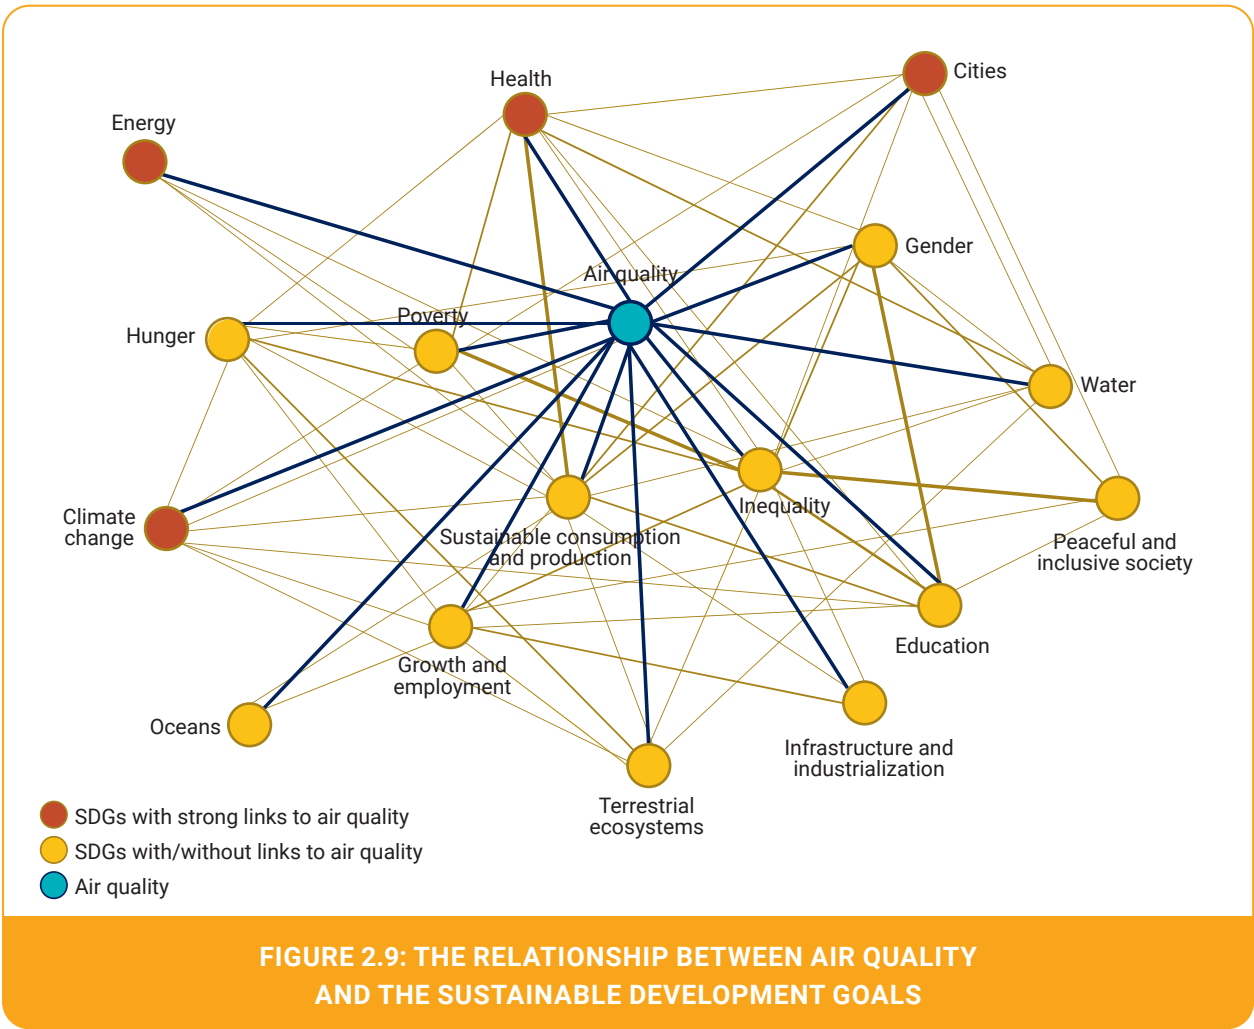 Health
Cities
Energy
Gender
Air quality
Poverty
Hunger
Water
Inequality
Climate
change
Sustainable consumption
and production
Peaceful and
inclusive society
Education
Growth and
employment
Oceans
Infrastructure and
industrialization
Terrestrial
ecosystems
SDGs with strong links to air quality
SDGs with/without links to air quality
Air quality
FIGURE 2.9: THE RELATIONSHIP BETWEEN AIR QUALITY
AND THE SUSTAINABLE DEVELOPMENT GOALS